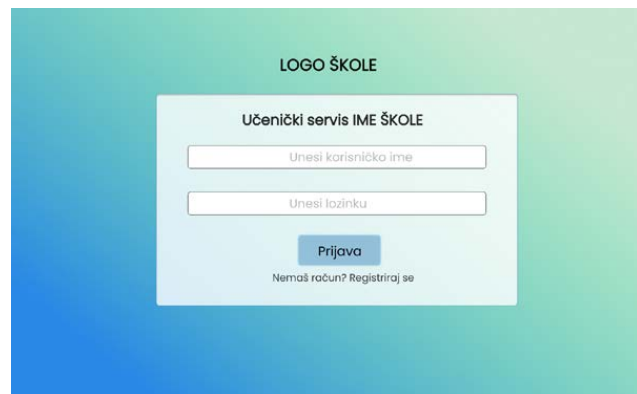 LOGO ŠKOLE
Učenički servis IME ŠKOLE
Unesi korisničko ime
Unesi lozinku
Prijava
Nemaš račun? Registriraj se